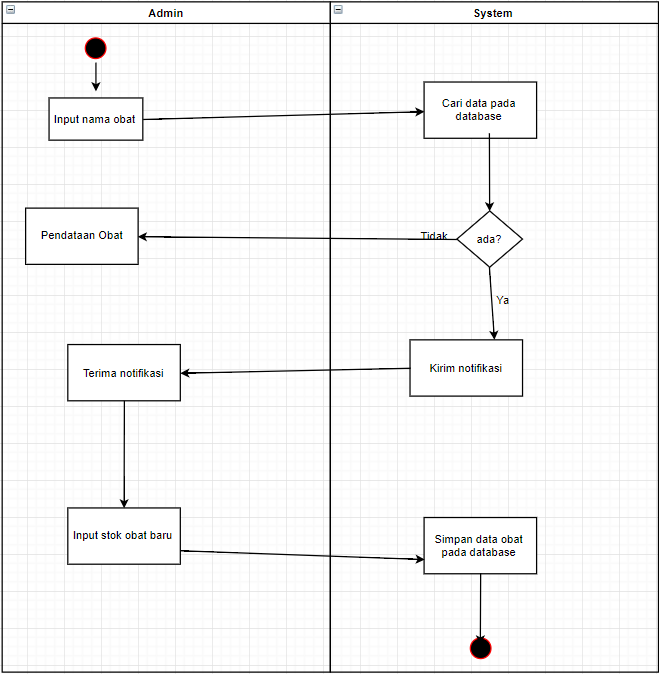 Admin
System
Input nama obat
Cari data pada
database
Pendataan Obat
Tidak
ada?
Ya
Terima notifikasi
Kirim notifikasi
Input stok obat baru
Simpan data obat
pada database